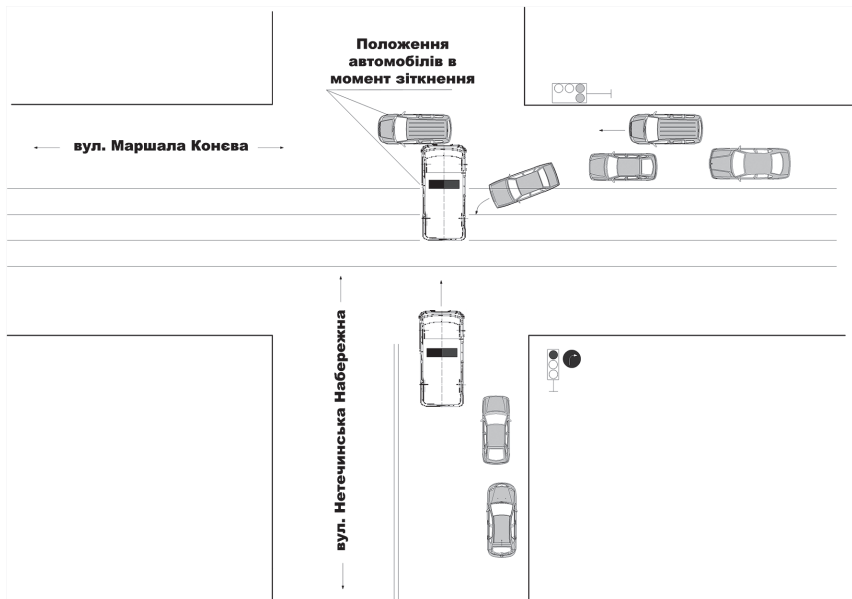 Положення
автомобілів в
момент зіткнення
вул. Маршала Конєва
вул. Нетечинська Набережна